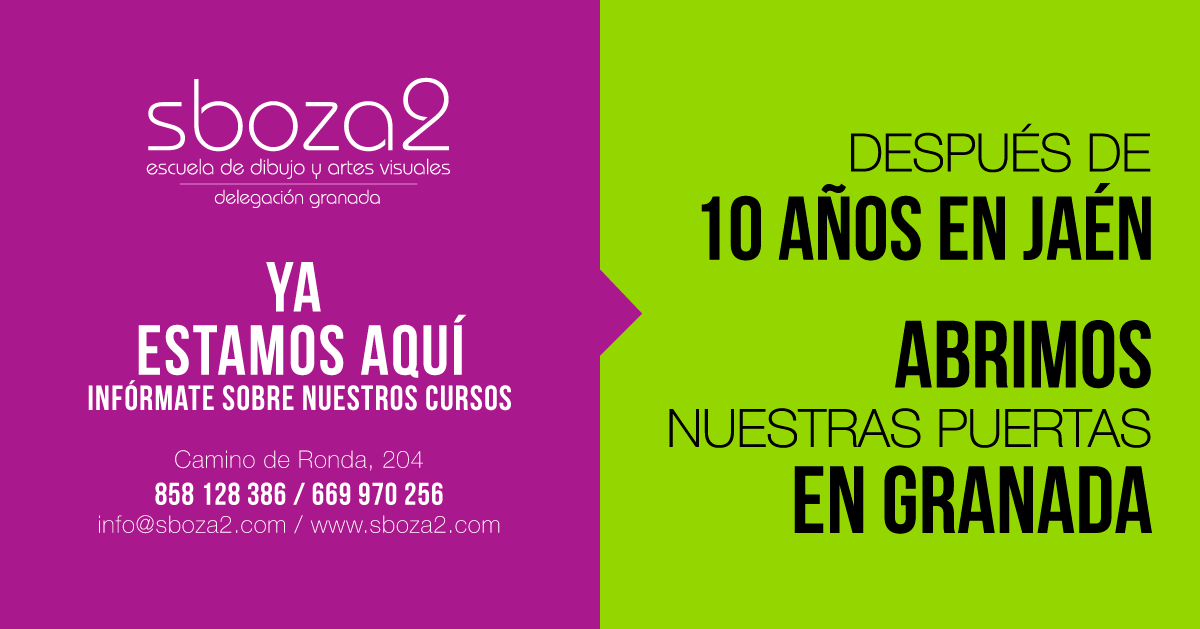 sboza2
escuela de dibujo y artes visuales
delegación granada
YA
ESTAMOS AQUÍ
INFÓRMATE SOBRE NUESTROS CURSOS
Camino de Ronda, 204
858 128 386 / 669 970 256
info@sboza2.com / www.sboza2.com
DESPUÉS DE
10 AÑOS EN JAÉN
ABRIMOS
NUESTRAS PUERTAS
EN GRANADA